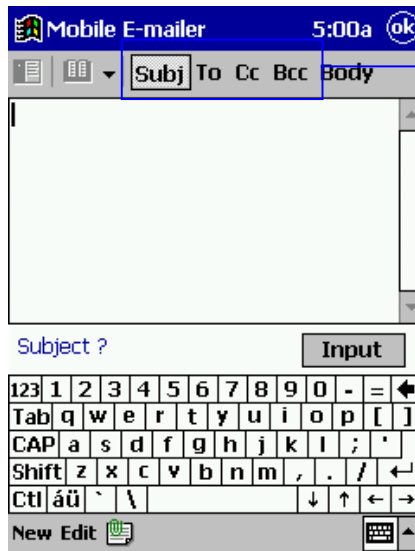 Mobile E-mailer 5:00a ok
Subj To Cc Bcc Body
Subject ? Input
123 1 2 3 4 5 6 7 8 9 0 - =
Tab q w e r t y u i o p [ ]
CAP a s d f g h j k l ; '
Shift z x c v b n m , . /
Ctl áü ` \
New Edit